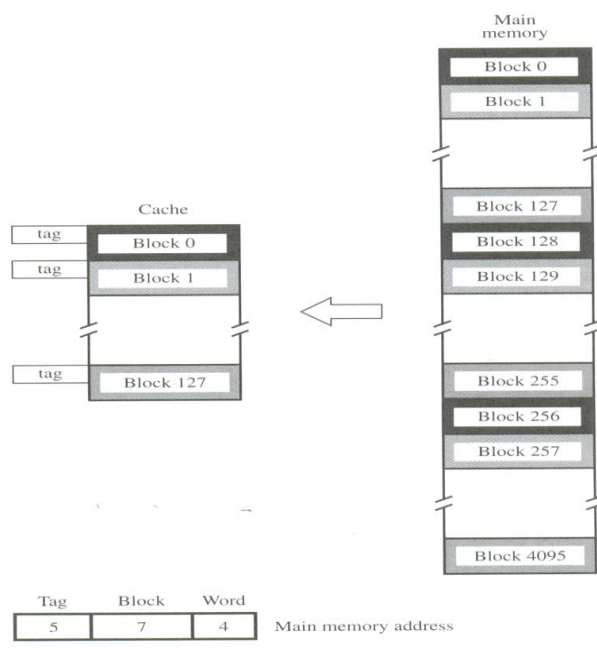 Main
memory
Block 0
Block 1
Block 127
Block 128
Block 129
Block 255
Block 256
Block 257
Block 4095
Cache
tag
Block 0
tag
Block 1
tag
Block 127
Tag Block Word
5 7 4 Main memory address